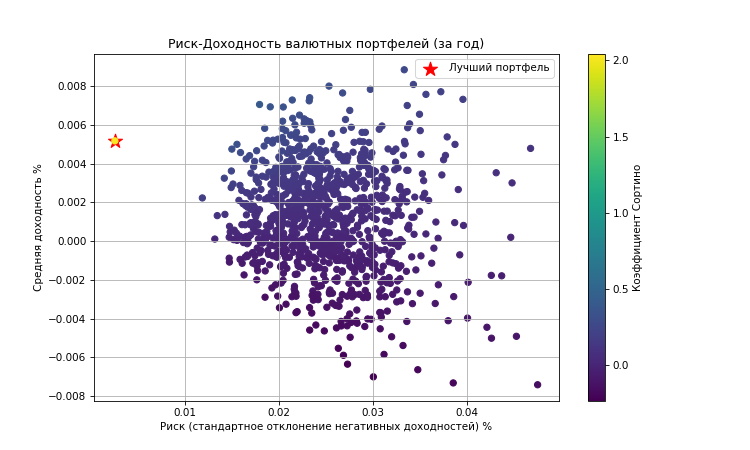 Риск-Доходность валютных портфелей (за год)
Лучший портфель
Средняя доходность %
0.008
0.006
0.004
0.002
0.000
−0.002
−0.004
−0.006
−0.008
0.01 0.02 0.03 0.04
Риск (стандартное отклонение негативных доходностей) %
2.0
1.5
1.0
0.5
0.0
Коэффициент Сортино